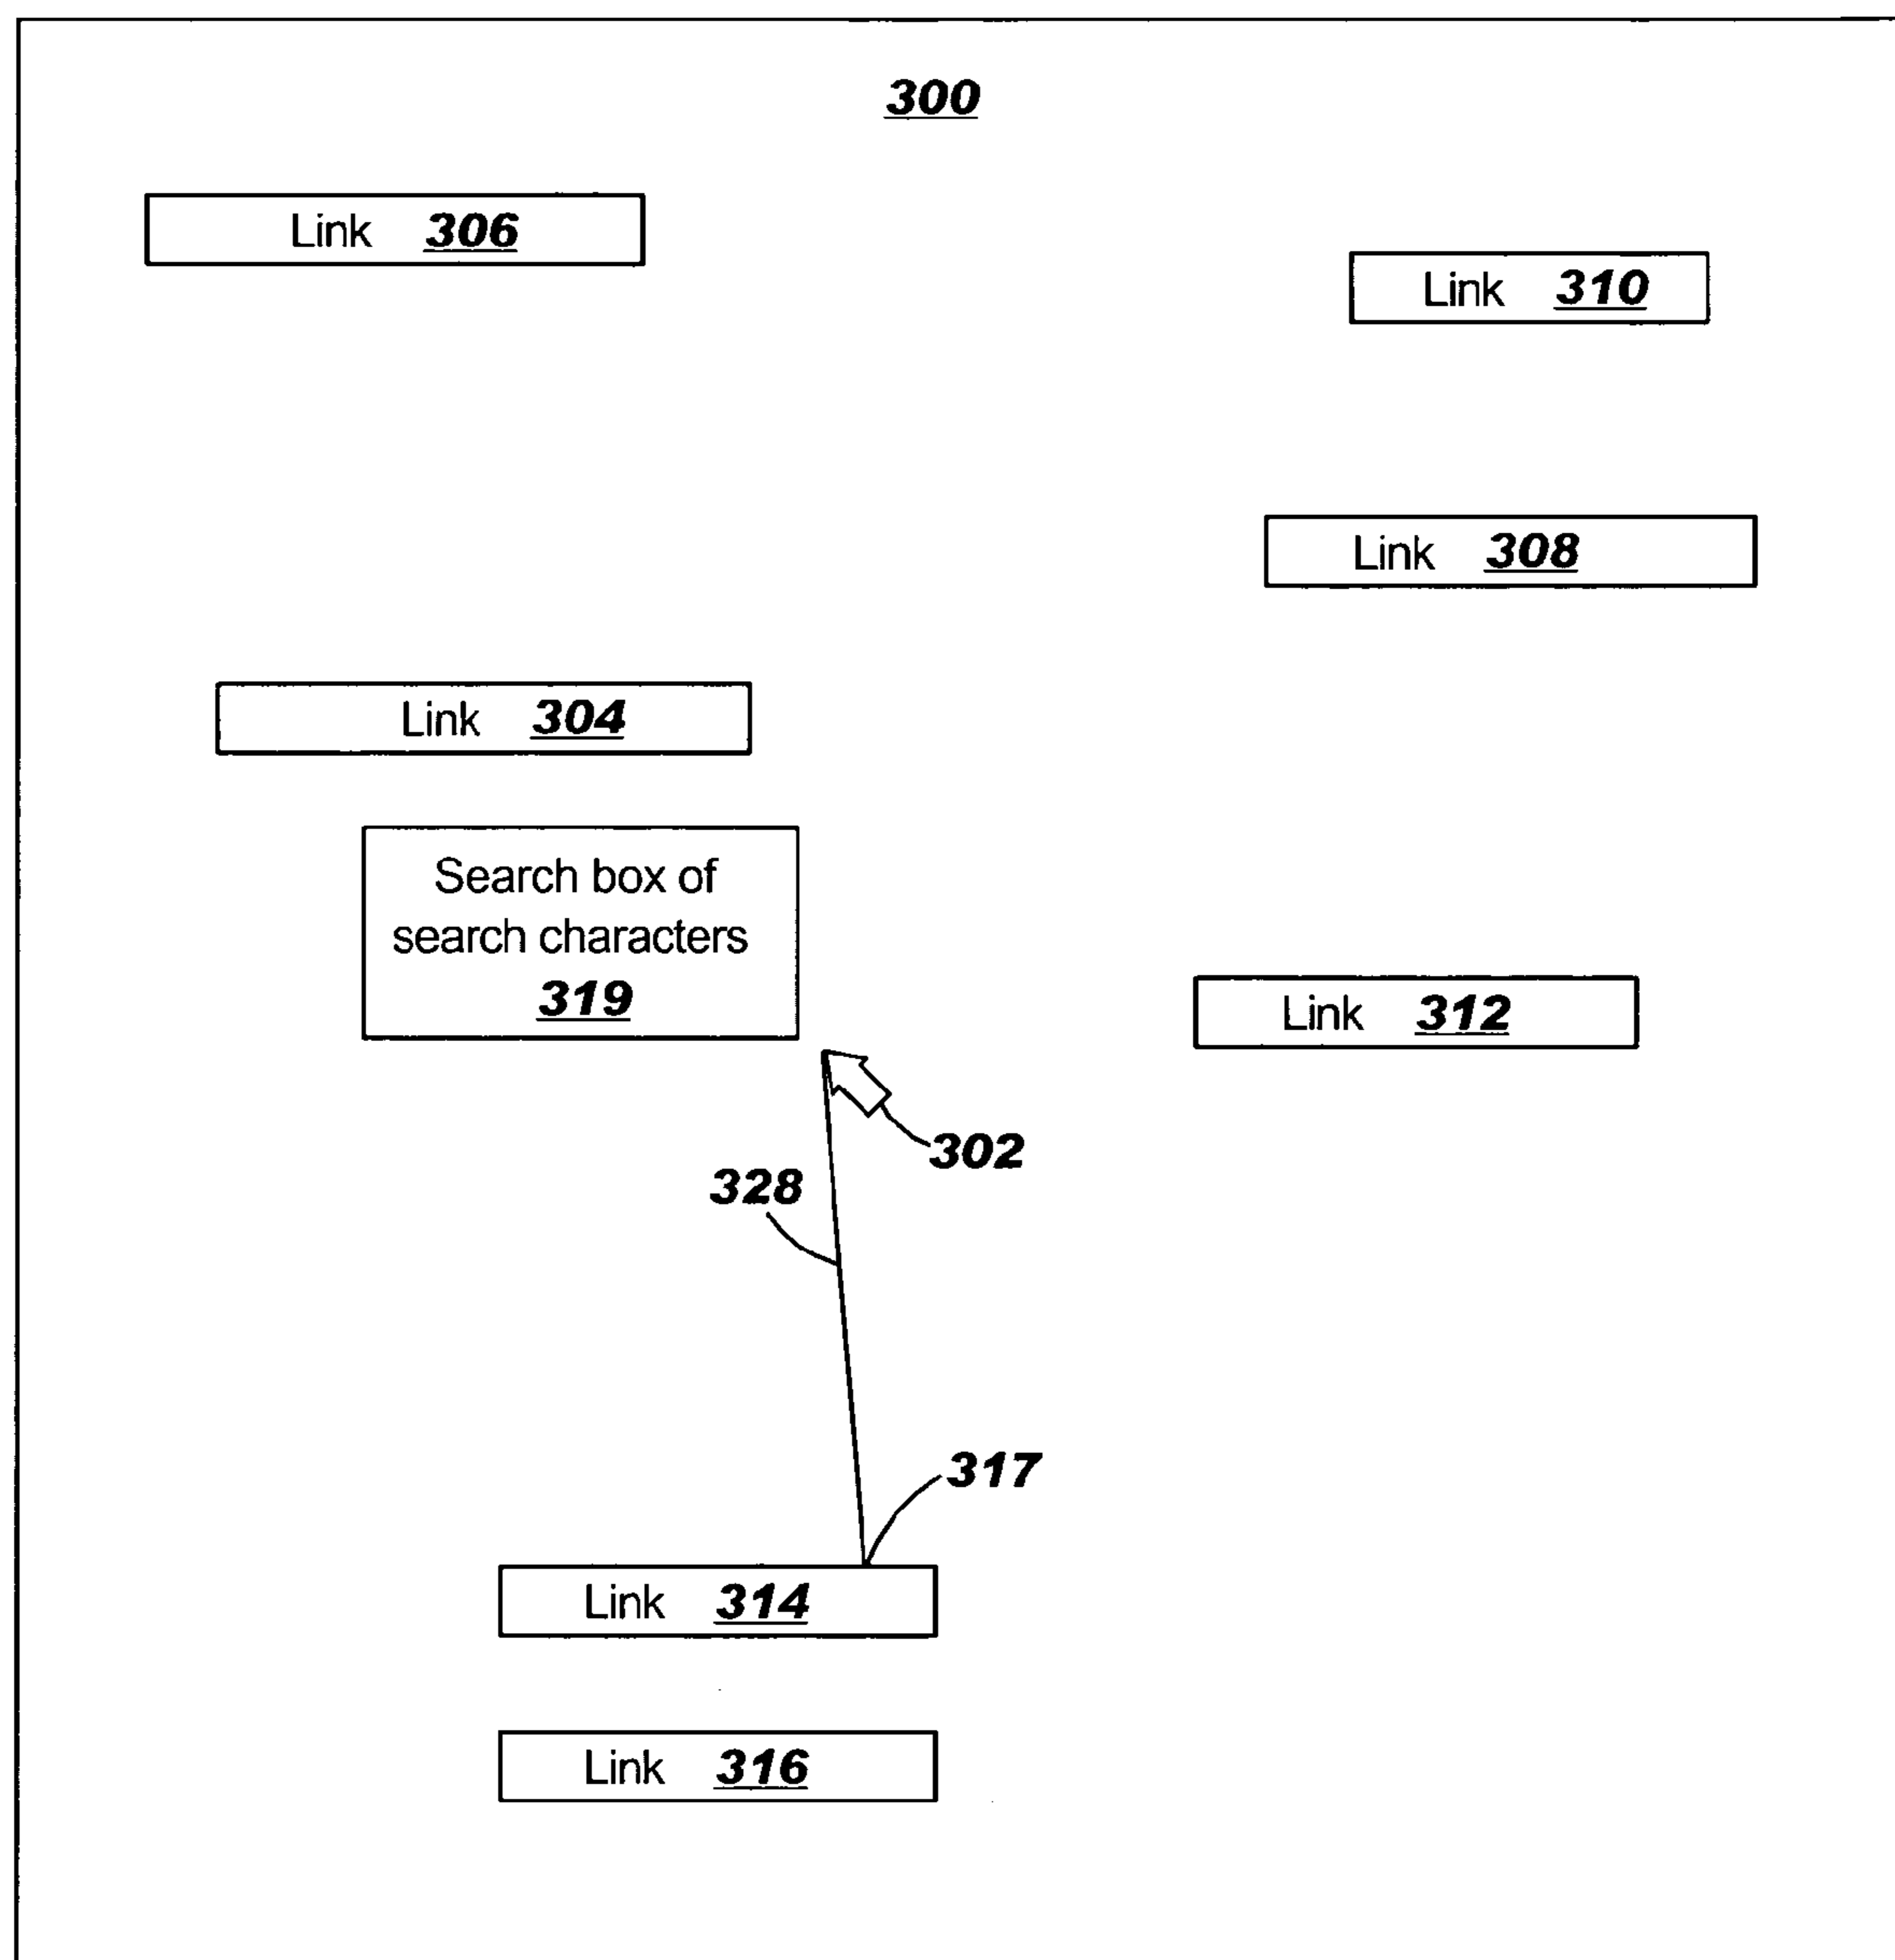 300
Link 306
Link 310
Link 308
Link 304
Search box of
search characters
319
Link 312
302
328
317
Link 314
Link 316